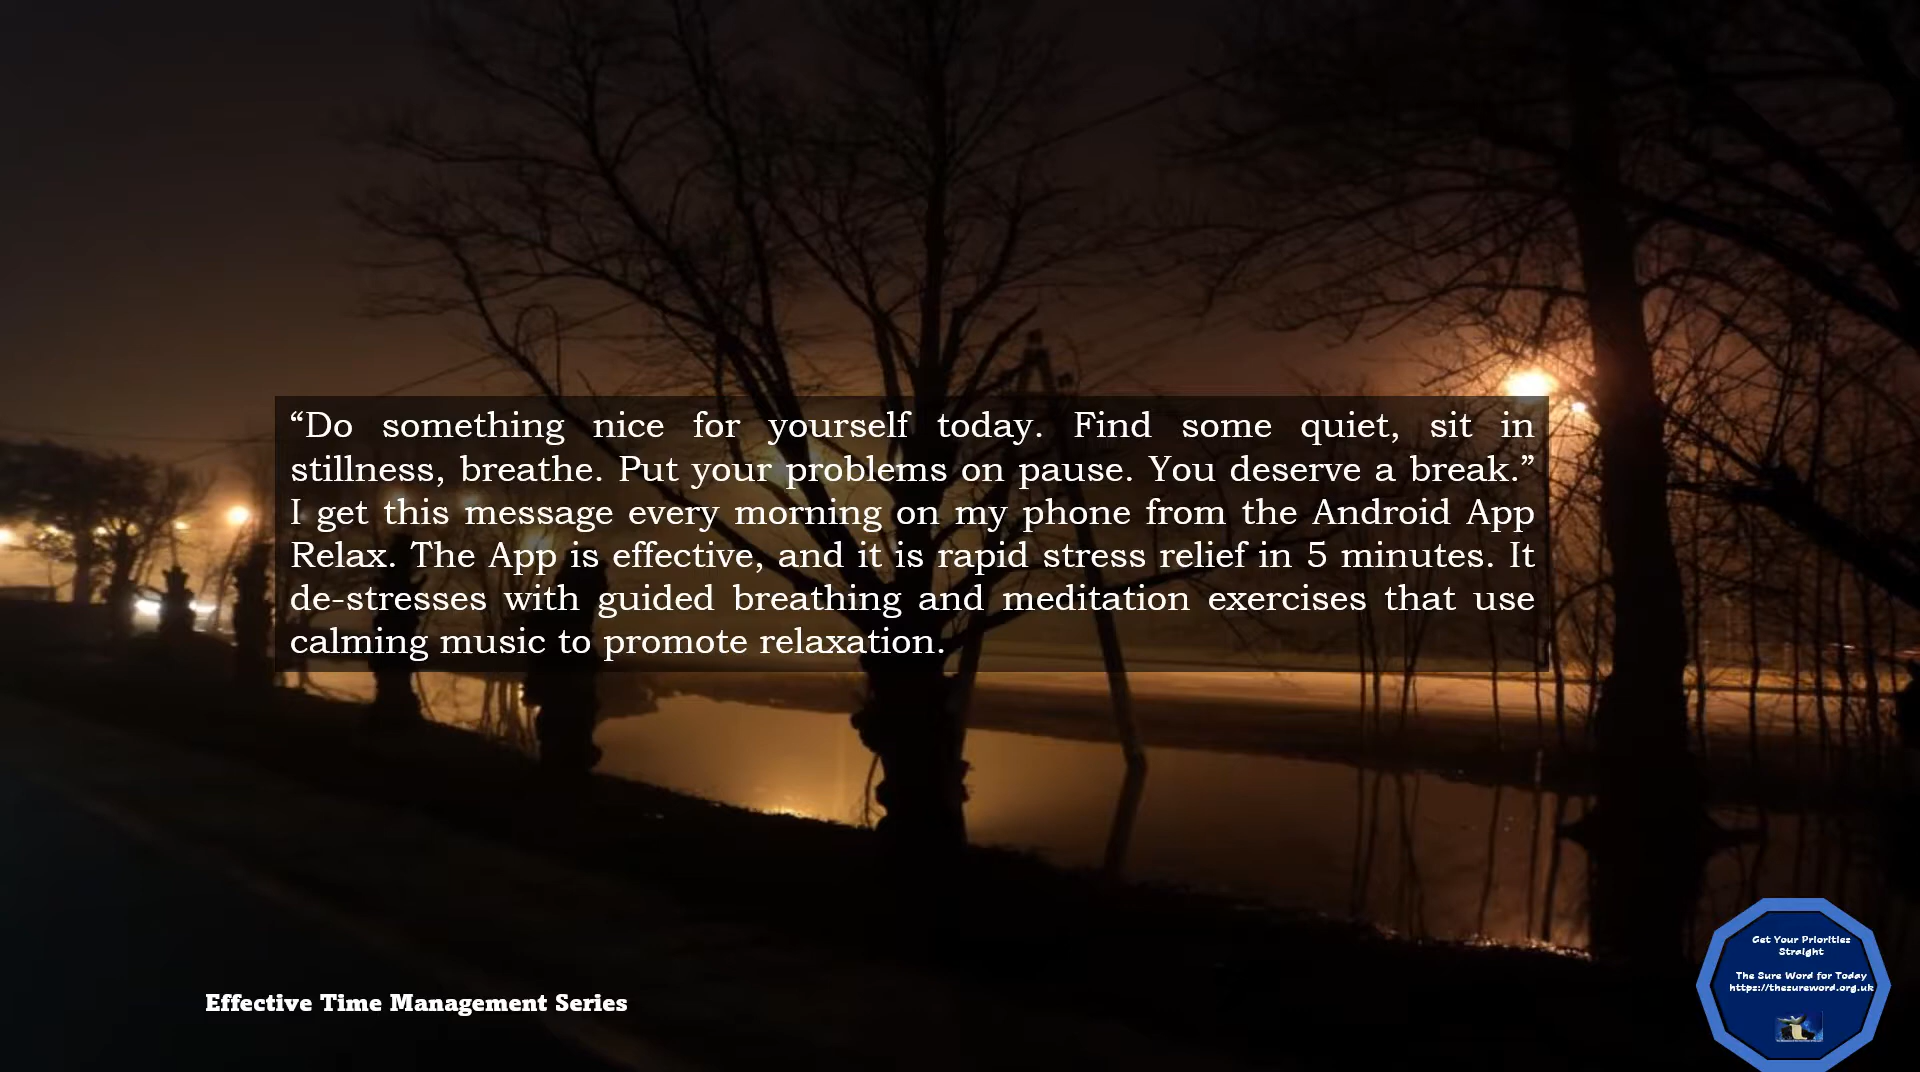 “Do something nice for yourself today. Find some quiet, sit in
stillness, breathe. Put your problems on pause. You deserve a break.”
I get this message every morning on my phone from the Android App
Relax. The App is effective, and it is rapid stress relief in 5 minutes. It
de-stresses with guided breathing and meditation exercises that use
calming music to promote relaxation.
Effective Time Management Series
Get Your Priorities
Straight
The Sure Word for Today
https://thesureword.org.uk